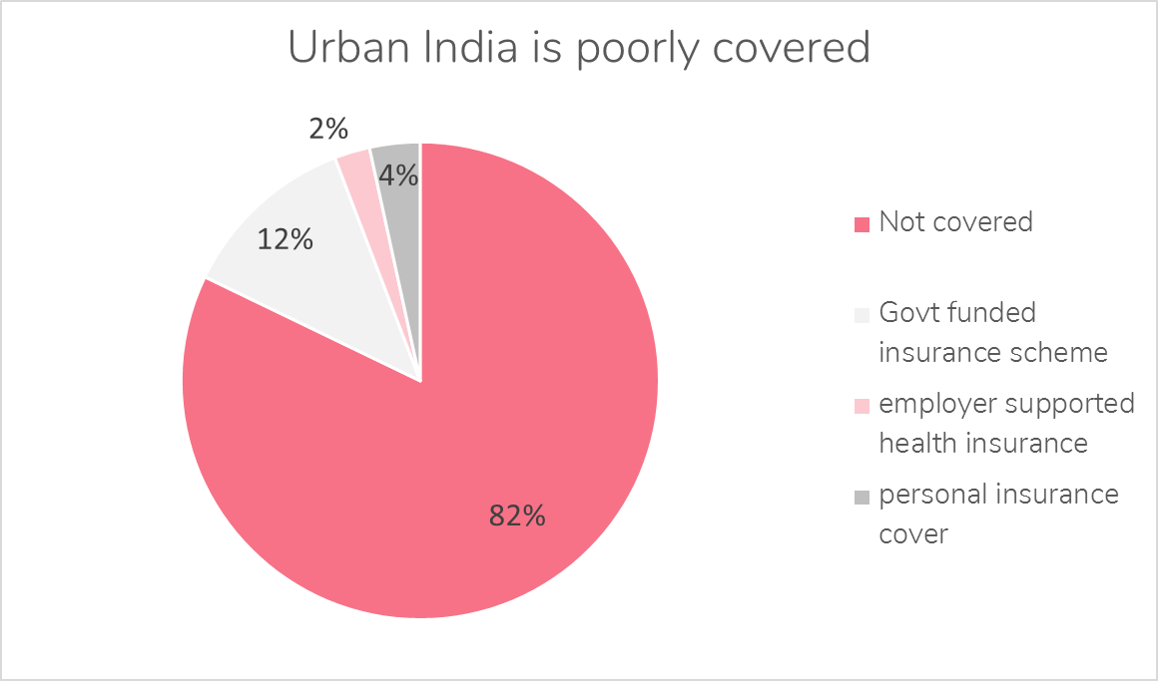 Urban India is poorly covered
2%
4%
12%
82%
Not covered
Govt funded
insurance scheme
employer supported
health insurance
personal insurance
cover